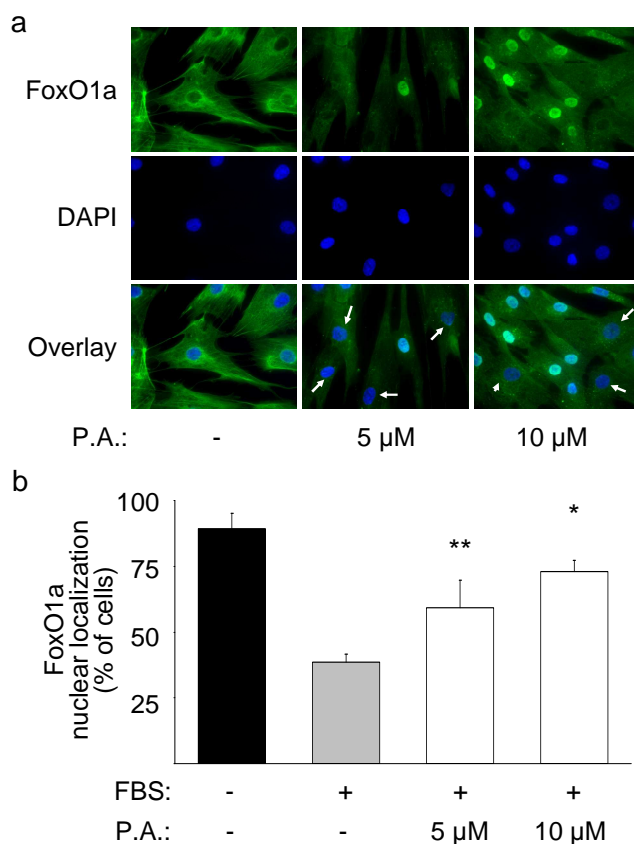 a
FoxO1a
DAPI
Overlay
P.A.: - 5 µM 10 µM
b
FoxO1a
nuclear localization
(% of cells)
100
75
50
25
** *
FBS: - + + +
P.A.: - - 5 µM 10 µM